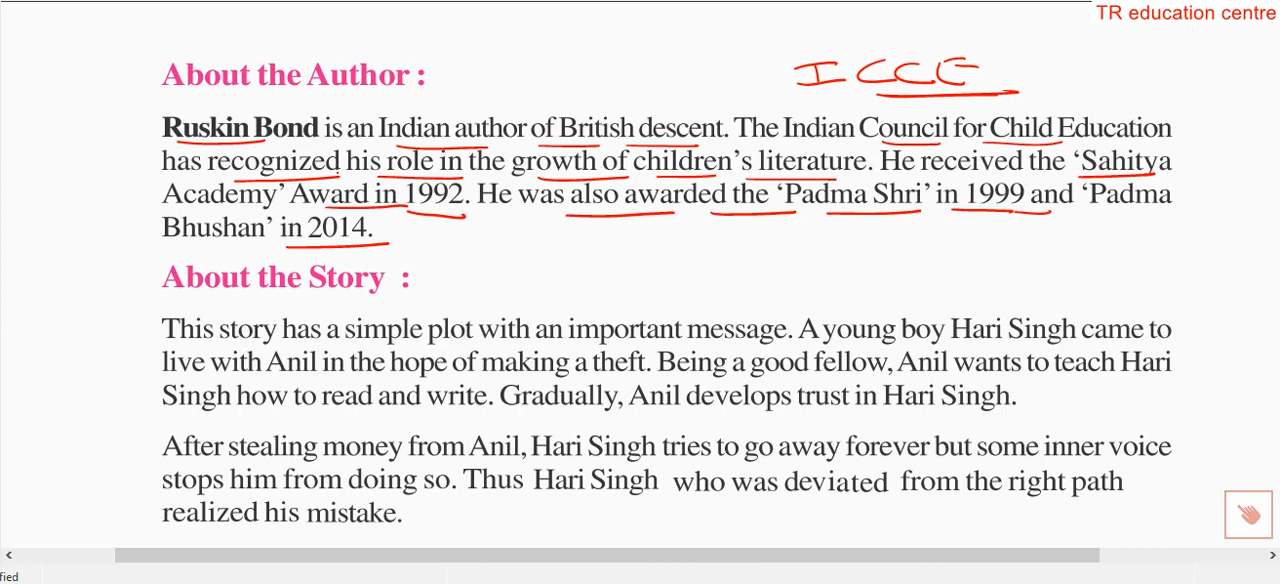 TR education centre
About the Author :
I C C E
Ruskin Bond is an Indian author of British descent. The Indian Council for Child Education
has recognized his role in the growth of children's literature. He received the 'Sahitya
Academy' Award in 1992. He was also awarded the 'Padma Shri' in 1999 and 'Padma
Bhushan' in 2014.
About the Story :
This story has a simple plot with an important message. A young boy Hari Singh came to
live with Anil in the hope of making a theft. Being a good fellow, Anil wants to teach Hari
Singh how to read and write. Gradually, Anil develops trust in Hari Singh.
After stealing money from Anil, Hari Singh tries to go away forever but some inner voice
stops him from doing so. Thus Hari Singh who was deviated from the right path
realized his mistake.
fied